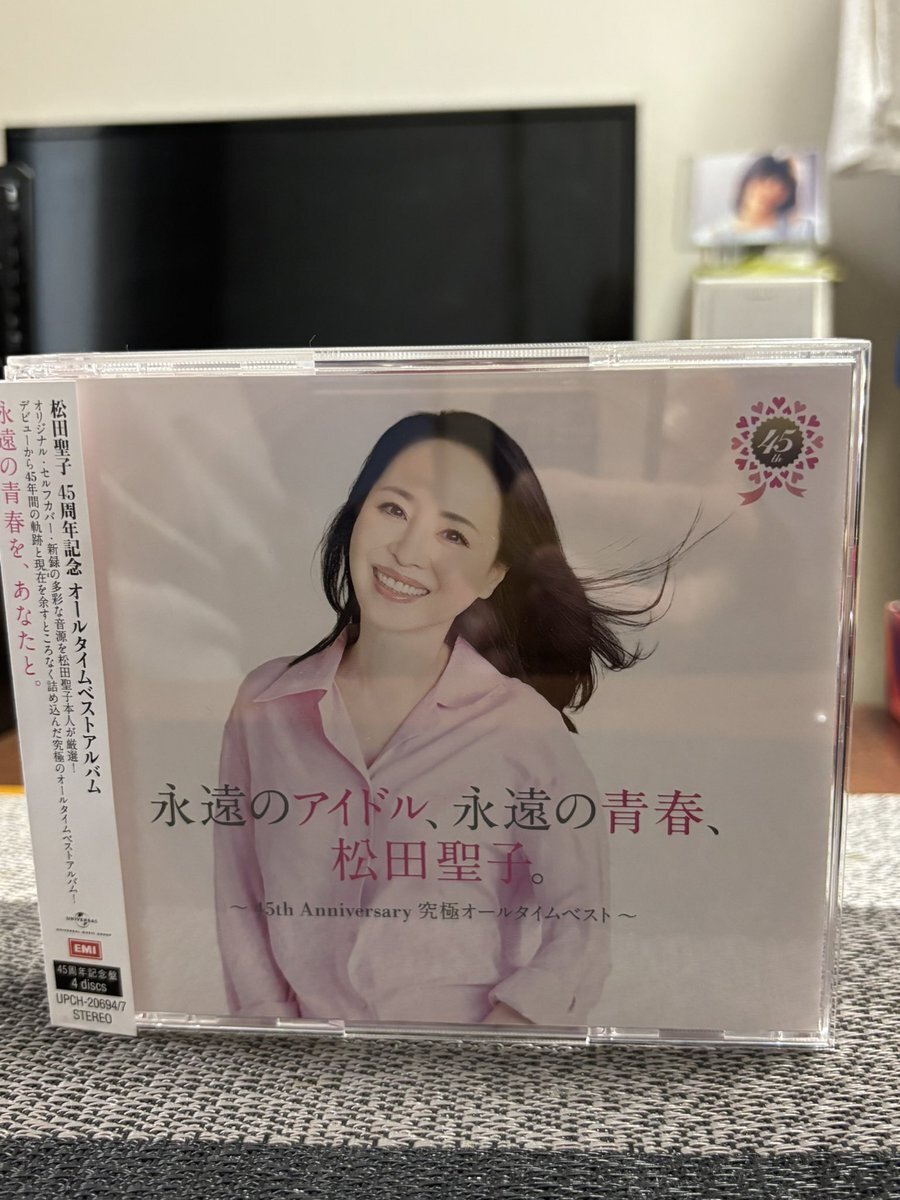 松田聖子 45周年記念 オールタイムベストアルバム
オリジナル・セルフカバー・新録の多彩な音源を松田聖子本人が厳選!
デビューから45年間の軌跡と現在を余すところなく詰め込んだ究極のオールタイムベストアルバム!
永遠の青春を、あなたと。
UNIVERSAL
UNIVERSAL MUSIC GROUP
EMI
45周年記念盤
4 discs
UPCH-20694/7
STEREO
45
th
永遠のアイドル、永遠の青春、
松田聖子。
～ 45th Anniversary 究極オールタイムベスト ～